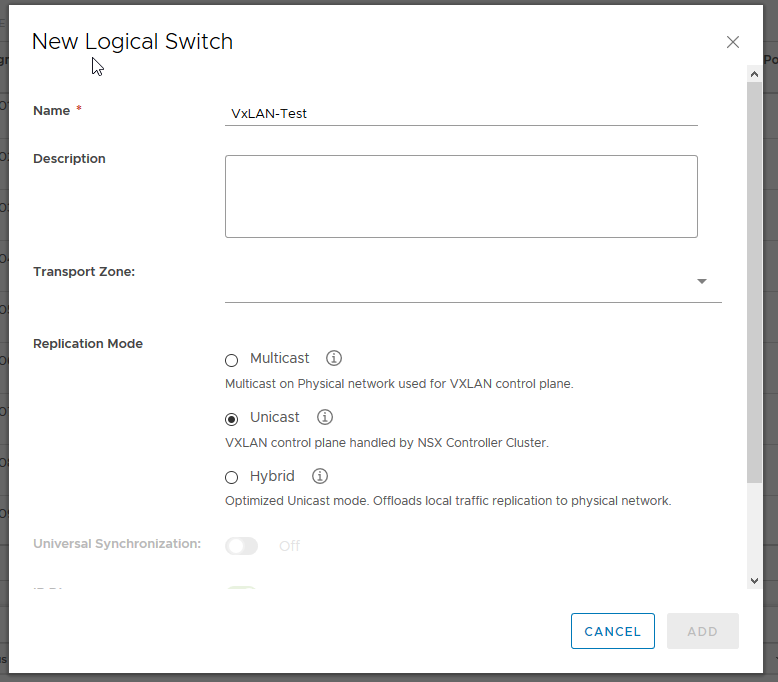 New Logical Switch
Name *
VxLAN-Test
Description
Transport Zone:
Replication Mode
Multicast
Multicast on Physical network used for VXLAN control plane.
Unicast
VXLAN control plane handled by NSX Controller Cluster.
Hybrid
Optimized Unicast mode. Offloads local traffic replication to physical network.
Universal Synchronization: Off
CANCEL ADD